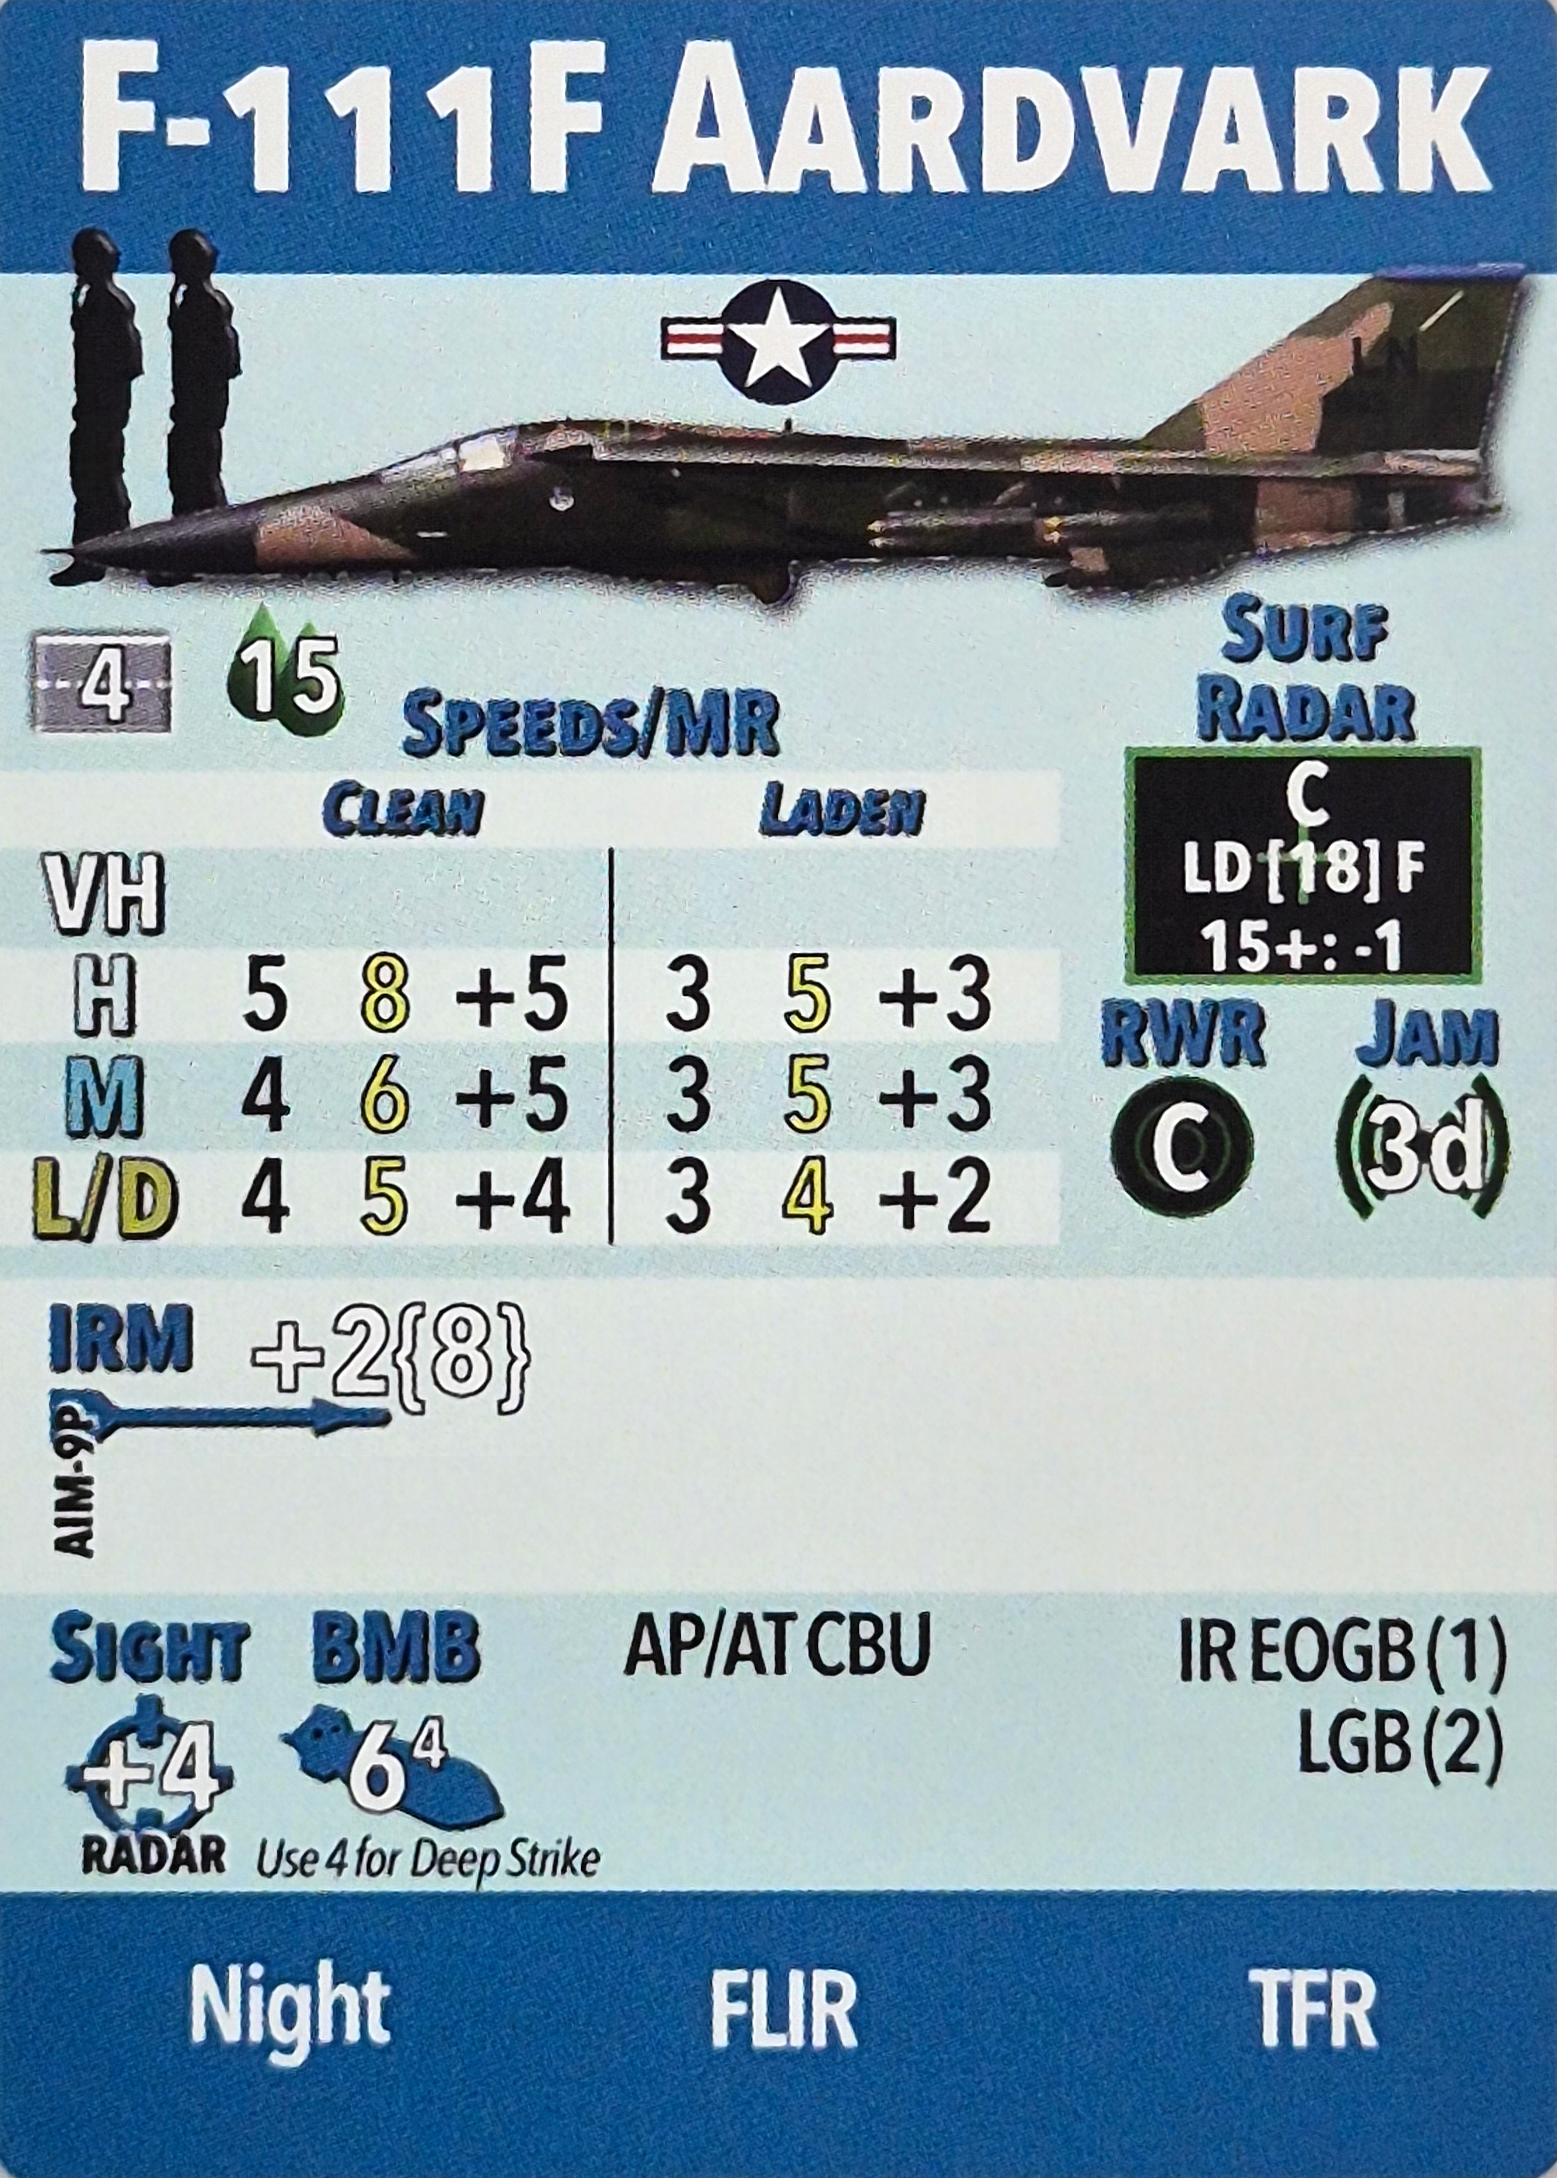 F-111F AARDVARK
LN
4 15
SPEEDS/MR
SURF
RADAR
C
LD [18] F
15+: -1
CLEAN LADEN
VH
H 5 8 +5 3 5 +3
M 4 6 +5 3 5 +3
L/D 4 5 +4 3 4 +2
RWR JAM
C (3d)
IRM +2{8}
AIM-9P
SIGHT BMB AP/AT CBU IR EOGB (1)
LGB (2)
+4 6⁴
RADAR Use 4 for Deep Strike
Night FLIR TFR